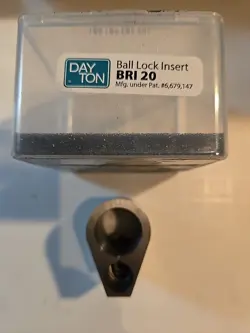 DAY
TON
Ball Lock Insert
BRI 20
Mfg. under Pat. #6,679,147